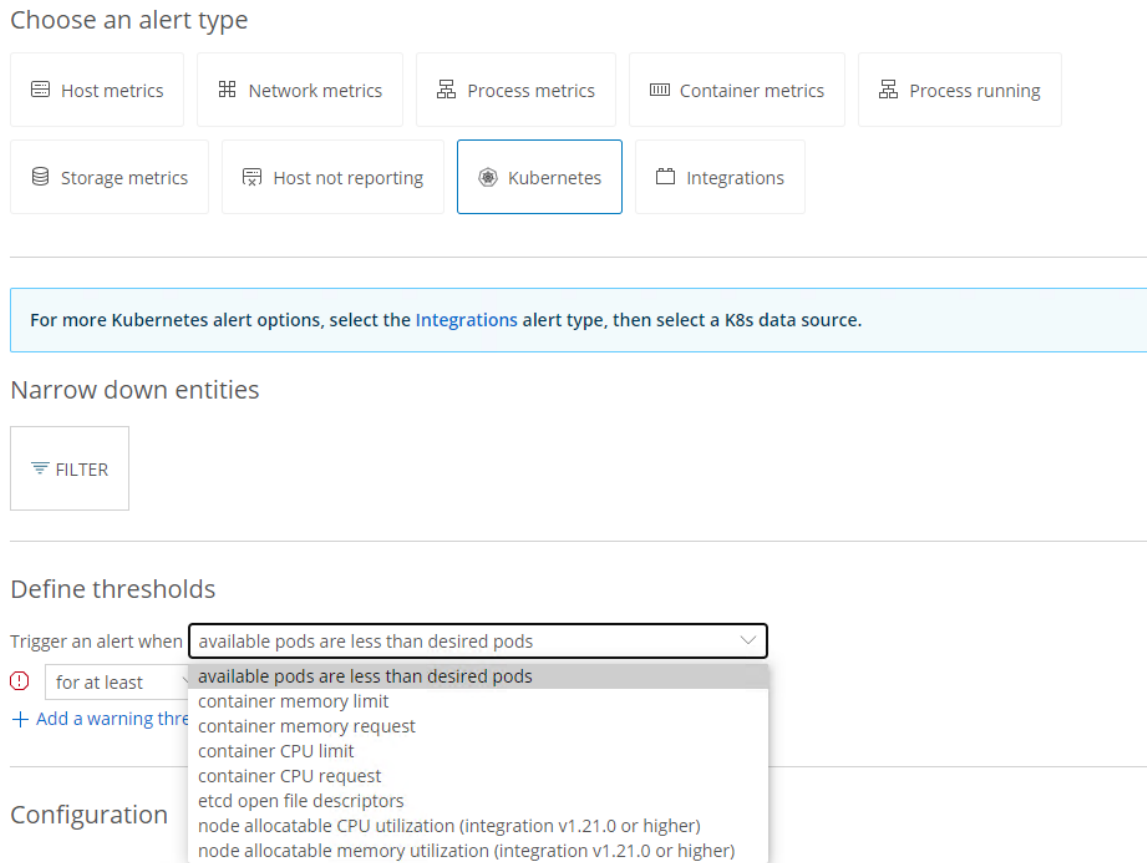 Choose an alert type
Host metrics
Network metrics
Process metrics
Container metrics
Process running
Storage metrics
Host not reporting
Kubernetes
Integrations
For more Kubernetes alert options, select the Integrations alert type, then select a K8s data source.
Narrow down entities
FILTER
Define thresholds
Trigger an alert when available pods are less than desired pods
for at least
available pods are less than desired pods
+ Add a warning thre
container memory limit
container memory request
container CPU limit
container CPU request
etcd open file descriptors
node allocatable CPU utilization (integration v1.21.0 or higher)
node allocatable memory utilization (integration v1.21.0 or higher)
Configuration